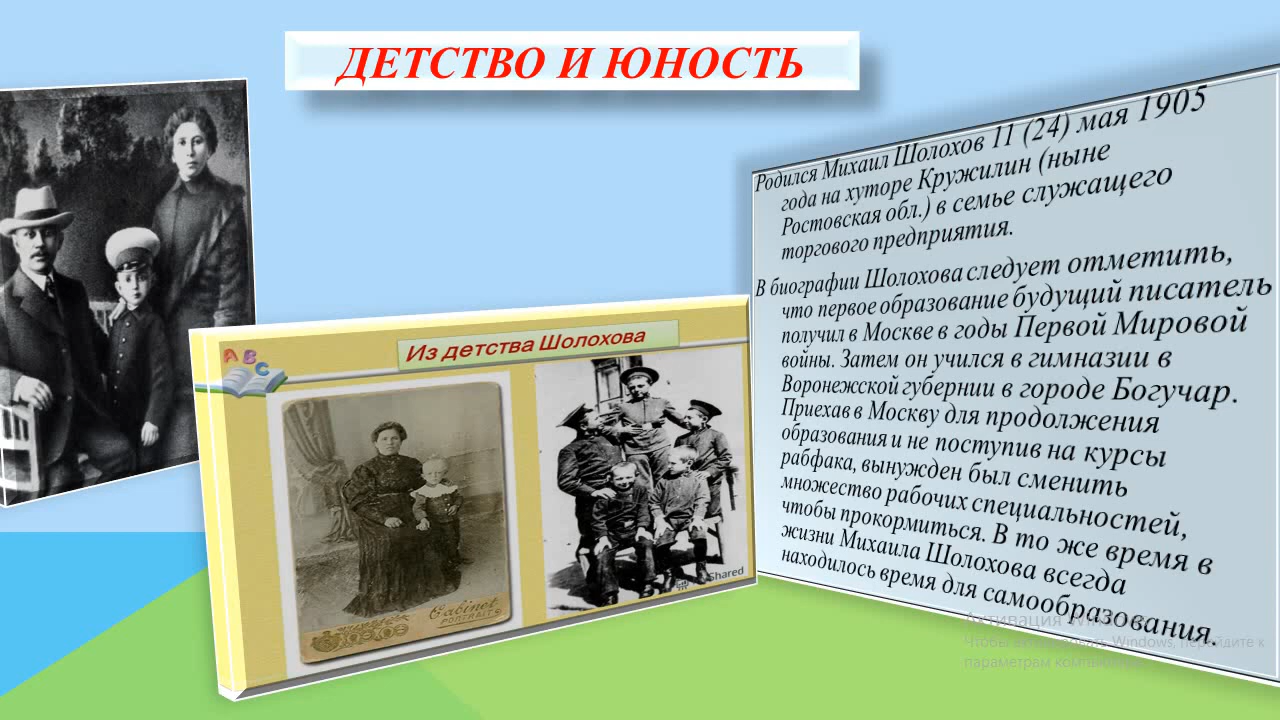 ДЕТСТВО И ЮНОСТЬ
Из детства Шолохова
A B C
Cabinet
PORTRAIT
Shared
Родился Михаил Шолохов 11 (24) мая 1905
года на хуторе Кружилин (ныне
Ростовская обл.) в семье служащего
торгового предприятия.
В биографии Шолохова следует отметить,
что первое образование будущий писатель
получил в Москве в годы Первой Мировой
войны. Затем он учился в гимназии в
Воронежской губернии в городе Богучар.
Приехав в Москву для продолжения
образования и не поступив на курсы
рабфака, вынужден был сменить
множество рабочих специальностей,
чтобы прокормиться. В то же время в
жизни Михаила Шолохова всегда
находилось время для самообразования.
Активация Windows
Чтобы активировать Windows, перейдите к
параметрам компьютера.